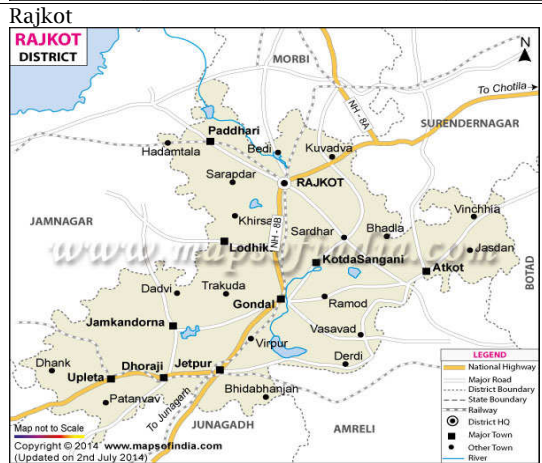 Rajkot
RAJKOT
DISTRICT
N
MORBI
NH - 8A
To Chotila
SURENDERNAGAR
Paddhari
Hadamtala
Bedi
Kuvadva
Sarapdar
RAJKOT
JAMNAGAR
Khirsa
NH - 8B
Sardhar
Bhadla
Vinchhia
Jasdan
Lodhik
www.mapsofindia.com
KotdaSangani
Atkot
BOTAD
Dadvi
Trakuda
Gondal
Ramod
Jamkandorna
Vasavad
Virpur
Derdi
Dhank
Upleta
Dhoraji
Jetpur
Patanvav
Bhidabhanjan
To Junagarh
JUNAGADH
AMRELI
LEGEND
National Highway
Major Road
District Boundary
State Boundary
Railway
District HQ
Major Town
Other Town
River
Map not to Scale
Copyright © 2014 www.mapsofindia.com
(Updated on 2nd July 2014)